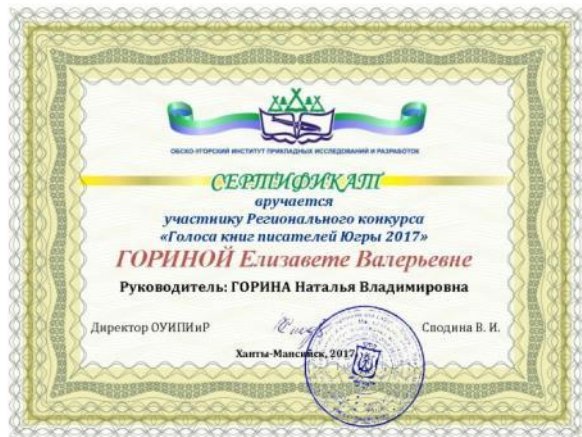 ОБСКО-УГОРСКИЙ ИНСТИТУТ ПРИКЛАДНЫХ ИССЛЕДОВАНИЙ И РАЗРАБОТОК
СЕРТИФИКАТ
вручается
участнику Регионального конкурса
«Голоса книг писателей Югры 2017»
ГОРИНОЙ Елизавете Валерьевне
Руководитель: ГОРИНА Наталья Владимировна
Директор ОУИПИиР Сподина В. И.
Ханты-Мансийск, 2017